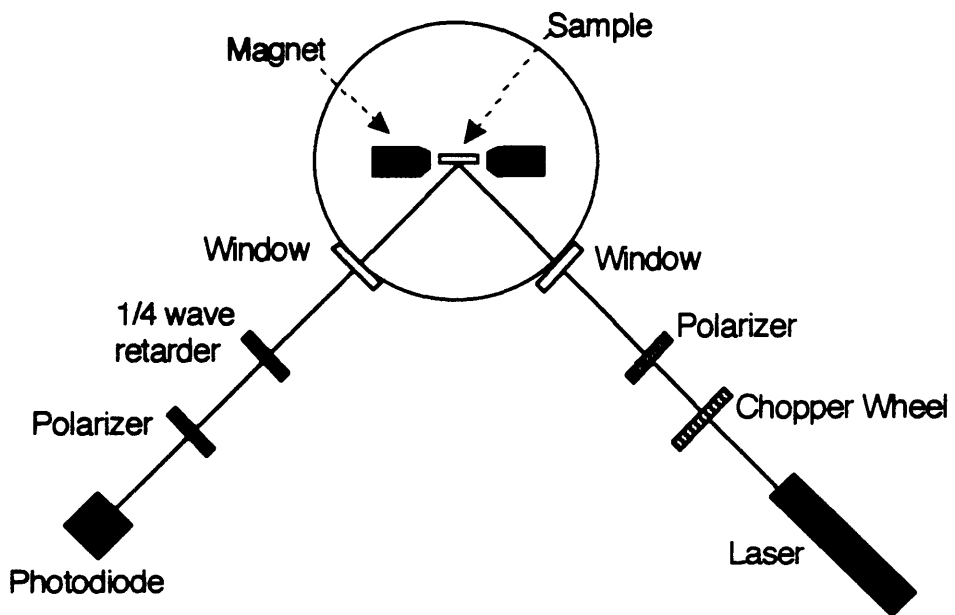 Sample
Magnet
Window
Window
1/4 wave
retarder
Polarizer
Polarizer
Chopper Wheel
Laser
Photodiode